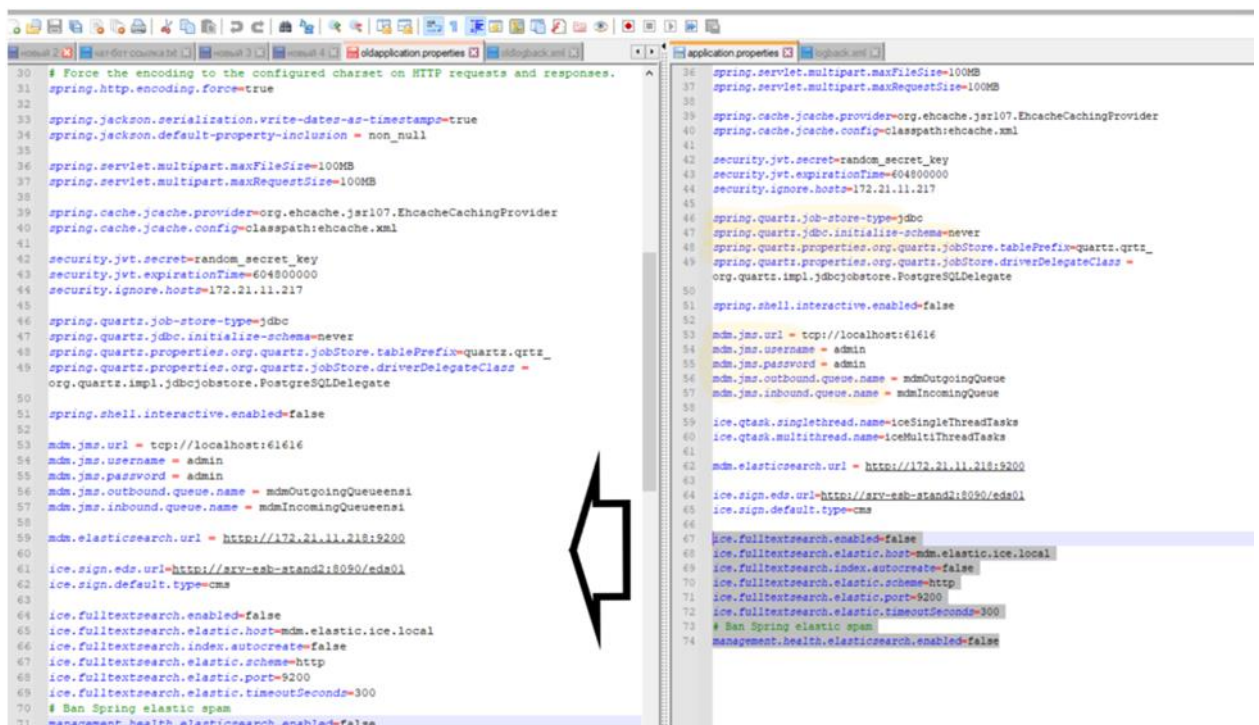 новый 2
чат-бот ссылка.txt
новый 3
новый 4
oldapplication.properties
oldlogback.xml
30 # Force the encoding to the configured charset on HTTP requests and responses.
31 spring.http.encoding.force=true
32
33 spring.jackson.serialization.write-dates-as-timestamps=true
34 spring.jackson.default-property-inclusion = non_null
35
36 spring.servlet.multipart.maxFileSize=100MB
37 spring.servlet.multipart.maxRequestSize=100MB
38
39 spring.cache.jcache.provider=org.ehcache.jsr107.EhcacheCachingProvider
40 spring.cache.jcache.config=classpath:ehcache.xml
41
42 security.jwt.secret=random_secret_key
43 security.jwt.expirationTime=604800000
44 security.ignore.hosts=172.21.11.217
45
46 spring.quartz.job-store-type=jdbc
47 spring.quartz.jdbc.initialize-schema=never
48 spring.quartz.properties.org.quartz.jobStore.tablePrefix=quartz.qrtz_
49 spring.quartz.properties.org.quartz.jobStore.driverDelegateClass =
org.quartz.impl.jdbcjobstore.PostgreSQLDelegate
50
51 spring.shell.interactive.enabled=false
52
53 mdm.jms.url = tcp://localhost:61616
54 mdm.jms.username = admin
55 mdm.jms.password = admin
56 mdm.jms.outbound.queue.name = mdmOutgoingQueueensi
57 mdm.jms.inbound.queue.name = mdmIncomingQueueensi
58
59 mdm.elasticsearch.url = http://172.21.11.218:9200
60
61 ice.sign.eds.url=http://srv-esb-stand2:8090/eds01
62 ice.sign.default.type=cms
63
64 ice.fulltextsearch.enabled=false
65 ice.fulltextsearch.elastic.host=mdm.elastic.ice.local
66 ice.fulltextsearch.index.autocreate=false
67 ice.fulltextsearch.elastic.scheme=http
68 ice.fulltextsearch.elastic.port=9200
69 ice.fulltextsearch.elastic.timeoutSeconds=300
70 # Ban Spring elastic spam
71 management.health.elasticsearch.enabled=false
application.properties
logback.xml
36 spring.servlet.multipart.maxFileSize=100MB
37 spring.servlet.multipart.maxRequestSize=100MB
38
39 spring.cache.jcache.provider=org.ehcache.jsr107.EhcacheCachingProvider
40 spring.cache.jcache.config=classpath:ehcache.xml
41
42 security.jwt.secret=random_secret_key
43 security.jwt.expirationTime=604800000
44 security.ignore.hosts=172.21.11.217
45
46 spring.quartz.job-store-type=jdbc
47 spring.quartz.jdbc.initialize-schema=never
48 spring.quartz.properties.org.quartz.jobStore.tablePrefix=quartz.qrtz_
49 spring.quartz.properties.org.quartz.jobStore.driverDelegateClass =
org.quartz.impl.jdbcjobstore.PostgreSQLDelegate
50
51 spring.shell.interactive.enabled=false
52
53 mdm.jms.url = tcp://localhost:61616
54 mdm.jms.username = admin
55 mdm.jms.password = admin
56 mdm.jms.outbound.queue.name = mdmOutgoingQueue
57 mdm.jms.inbound.queue.name = mdmIncomingQueue
58
59 ice.qtask.singlethread.name=iceSingleThreadTasks
60 ice.qtask.multithread.name=iceMultiThreadTasks
61
62 mdm.elasticsearch.url = http://172.21.11.218:9200
63
64 ice.sign.eds.url=http://srv-esb-stand2:8090/eds01
65 ice.sign.default.type=cms
66
67 ice.fulltextsearch.enabled=false
68 ice.fulltextsearch.elastic.host=mdm.elastic.ice.local
69 ice.fulltextsearch.index.autocreate=false
70 ice.fulltextsearch.elastic.scheme=http
71 ice.fulltextsearch.elastic.port=9200
72 ice.fulltextsearch.elastic.timeoutSeconds=300
73 # Ban Spring elastic spam
74 management.health.elasticsearch.enabled=false